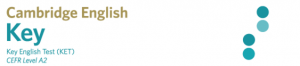 Cambridge English
Key
Key English Test (KET)
CEFR Level A2